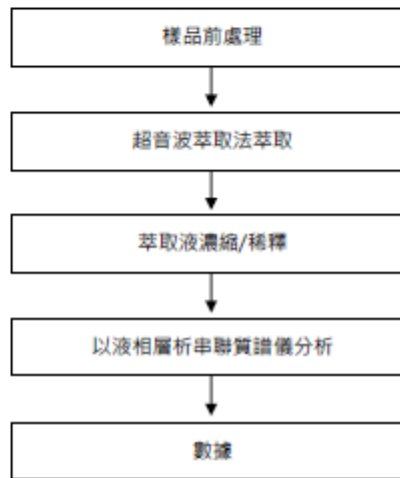 樣品前處理
超音波萃取法萃取
萃取液濃縮/稀釋
以液相層析串聯質譜儀分析
數據